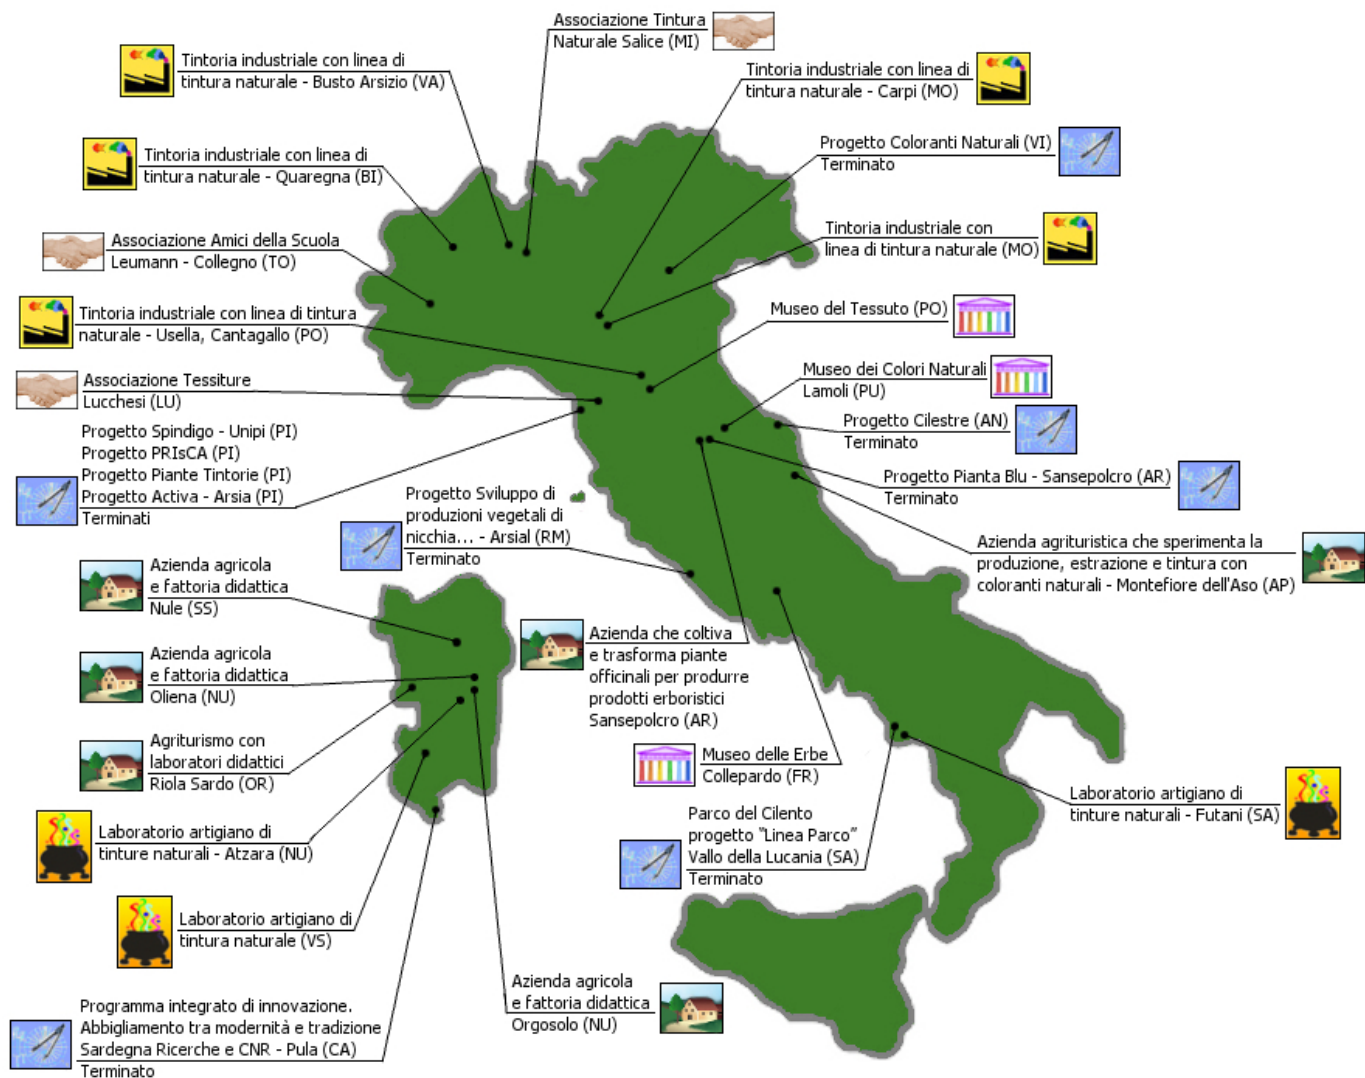 Associazione Tintura
Naturale Salice (MI)
Tintoria industriale con linea di
tintura naturale - Busto Arsizio (VA)
Tintoria industriale con linea di
tintura naturale - Carpi (MO)
Progetto Coloranti Naturali (VI)
Terminato
Tintoria industriale con linea di
tintura naturale - Quaregna (BI)
Tintoria industriale con
linea di tintura naturale (MO)
Associazione Amici della Scuola
Leumann - Collegno (TO)
Tintoria industriale con linea di tintura
naturale - Usella, Cantagallo (PO)
Museo del Tessuto (PO)
Museo dei Colori Naturali
Lamoli (PU)
Associazione Tessiture
Lucchesi (LU)
Progetto Cilestre (AN)
Terminato
Progetto Spindigo - Unipi (PI)
Progetto PRIsCA (PI)
Progetto Piante Tintorie (PI)
Progetto Activa - Arsia (PI)
Terminati
Progetto Pianta Blu - Sansepolcro (AR)
Terminato
Progetto Sviluppo di
produzioni vegetali di
nicchia... - Arsial (RM)
Terminato
Azienda agrituristica che sperimenta la
produzione, estrazione e tintura con
coloranti naturali - Montefiore dell'Aso (AP)
Azienda agricola
e fattoria didattica
Nule (SS)
Azienda che coltiva
e trasforma piante
officinali per produrre
prodotti erboristici
Sansepolcro (AR)
Azienda agricola
e fattoria didattica
Oliena (NU)
Agriturismo con
laboratori didattici
Riola Sardo (OR)
Museo delle Erbe
Collepardo (FR)
Laboratorio artigiano di
tinture naturali - Futani (SA)
Parco del Cilento
progetto "Linea Parco"
Vallo della Lucania (SA)
Terminato
Laboratorio artigiano di
tinture naturali - Atzara (NU)
Laboratorio artigiano di
tintura naturale (VS)
Azienda agricola
e fattoria didattica
Orgosolo (NU)
Programma integrato di innovazione.
Abbigliamento tra modernità e tradizione
Sardegna Ricerche e CNR - Pula (CA)
Terminato